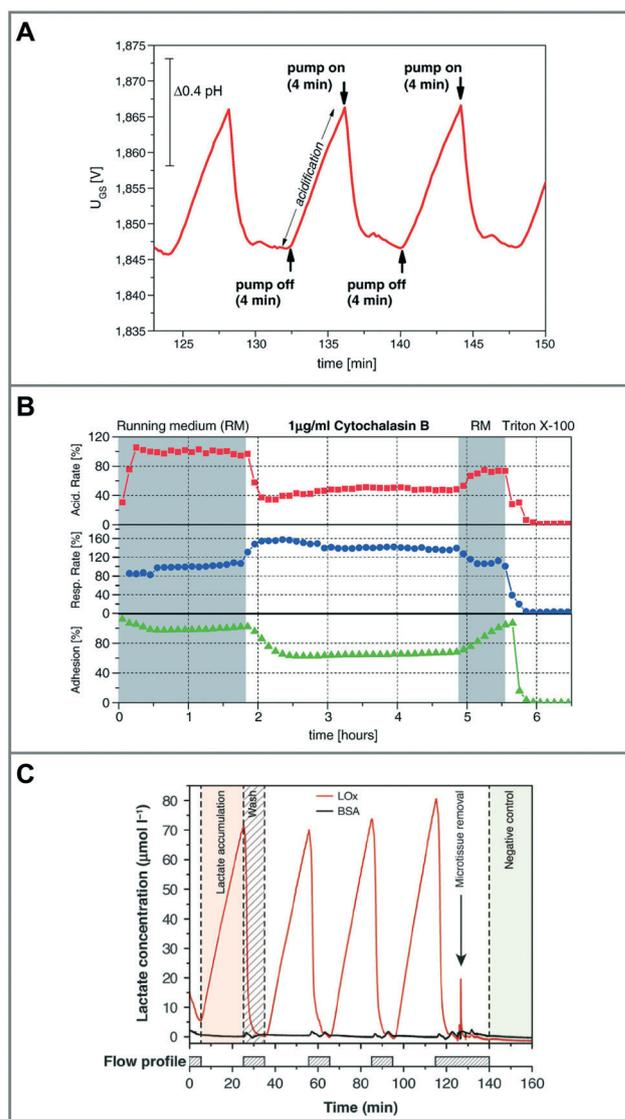 A
1,875
1,870
1,865
1,860
1,855
1,850
1,845
1,840
1,835
U_GS [V]
Δ0.4 pH
pump on
(4 min)
pump on
(4 min)
acidification
pump off
(4 min)
pump off
(4 min)
125 130 135 140 145 150
time [min]
B
Running medium (RM) 1µg/ml Cytochalasin B RM Triton X-100
120
80
40
0
Acid. Rate [%]
160
120
80
40
0
Resp. Rate [%]
80
40
0
Adhesion [%]
0 1 2 3 4 5 6
time [hours]
C
80
70
60
50
40
30
20
10
0
Lactate concentration (µmol l⁻¹)
Lactate accumulation
Wash
LOx
BSA
Microtissue removal
Negative control
Flow profile
0 20 40 60 80 100 120 140 160
Time (min)